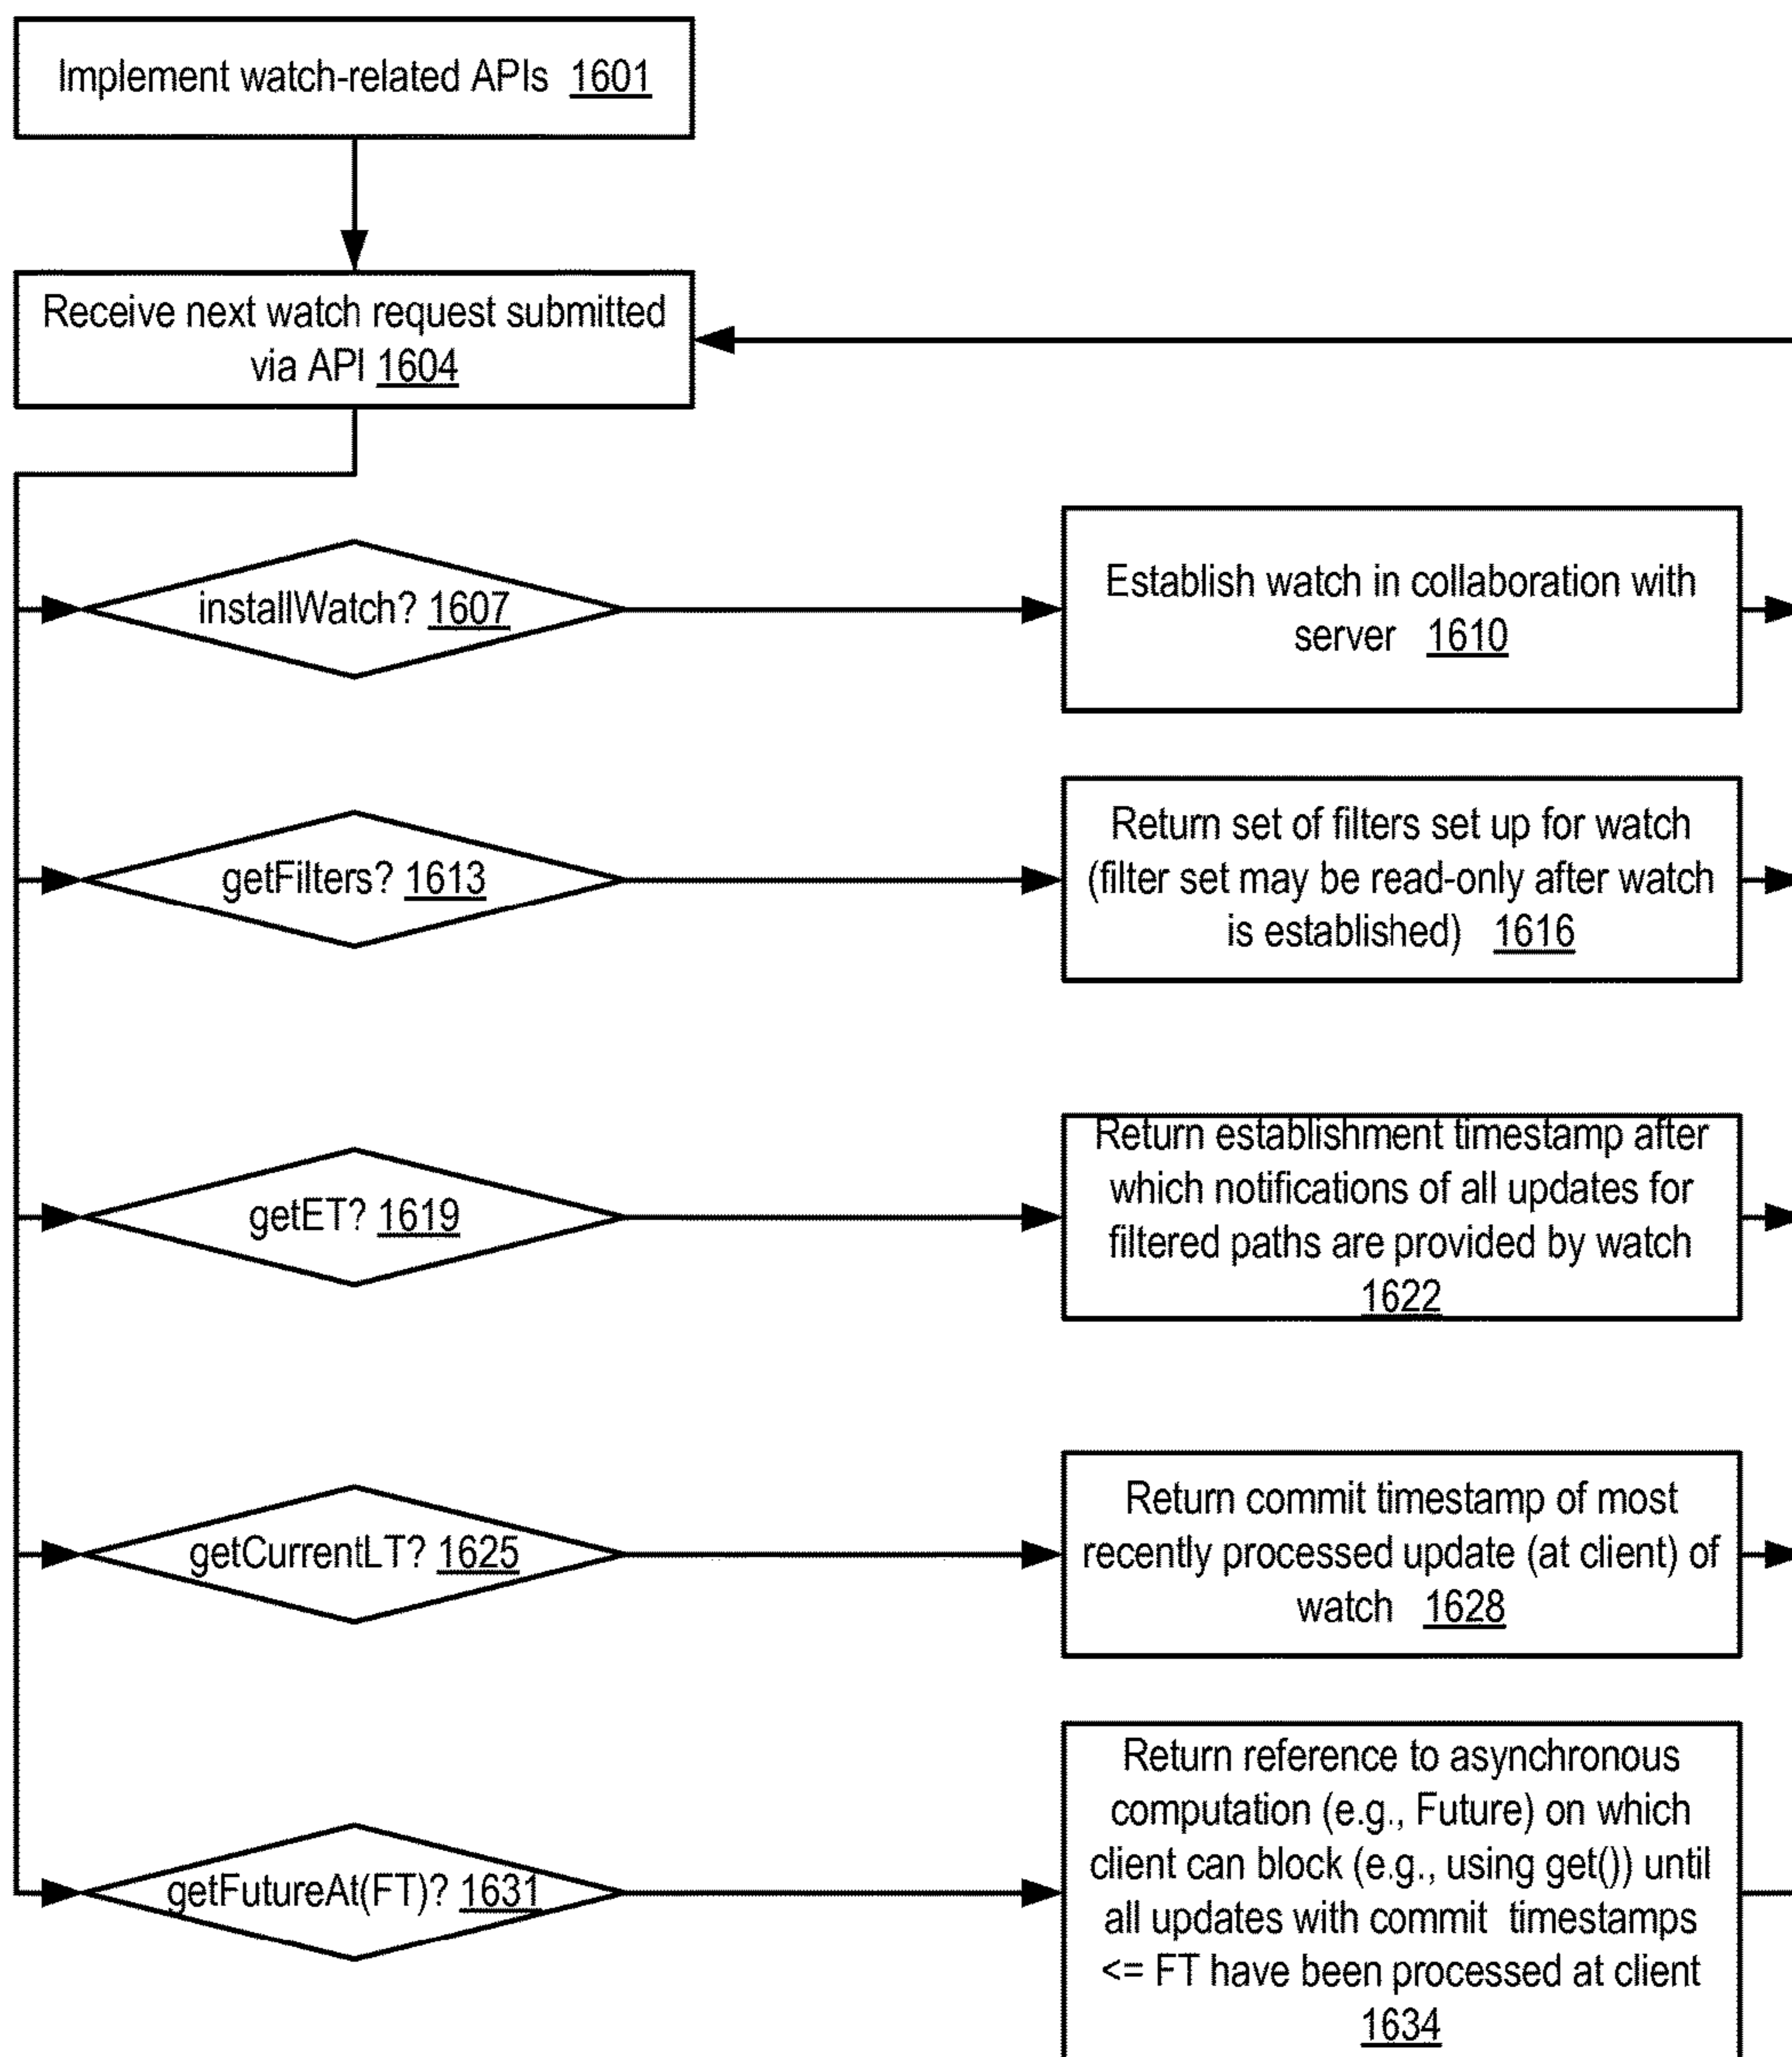 Implement watch-related APIs 1601
Receive next watch request submitted
via API 1604
installWatch? 1607
Establish watch in collaboration with
server 1610
getFilters? 1613
Return set of filters set up for watch
(filter set may be read-only after watch
is established) 1616
getET? 1619
Return establishment timestamp after
which notifications of all updates for
filtered paths are provided by watch
1622
getCurrentLT? 1625
Return commit timestamp of most
recently processed update (at client) of
watch 1628
getFutureAt(FT)? 1631
Return reference to asynchronous
computation (e.g., Future) on which
client can block (e.g., using get()) until
all updates with commit timestamps
<= FT have been processed at client
1634